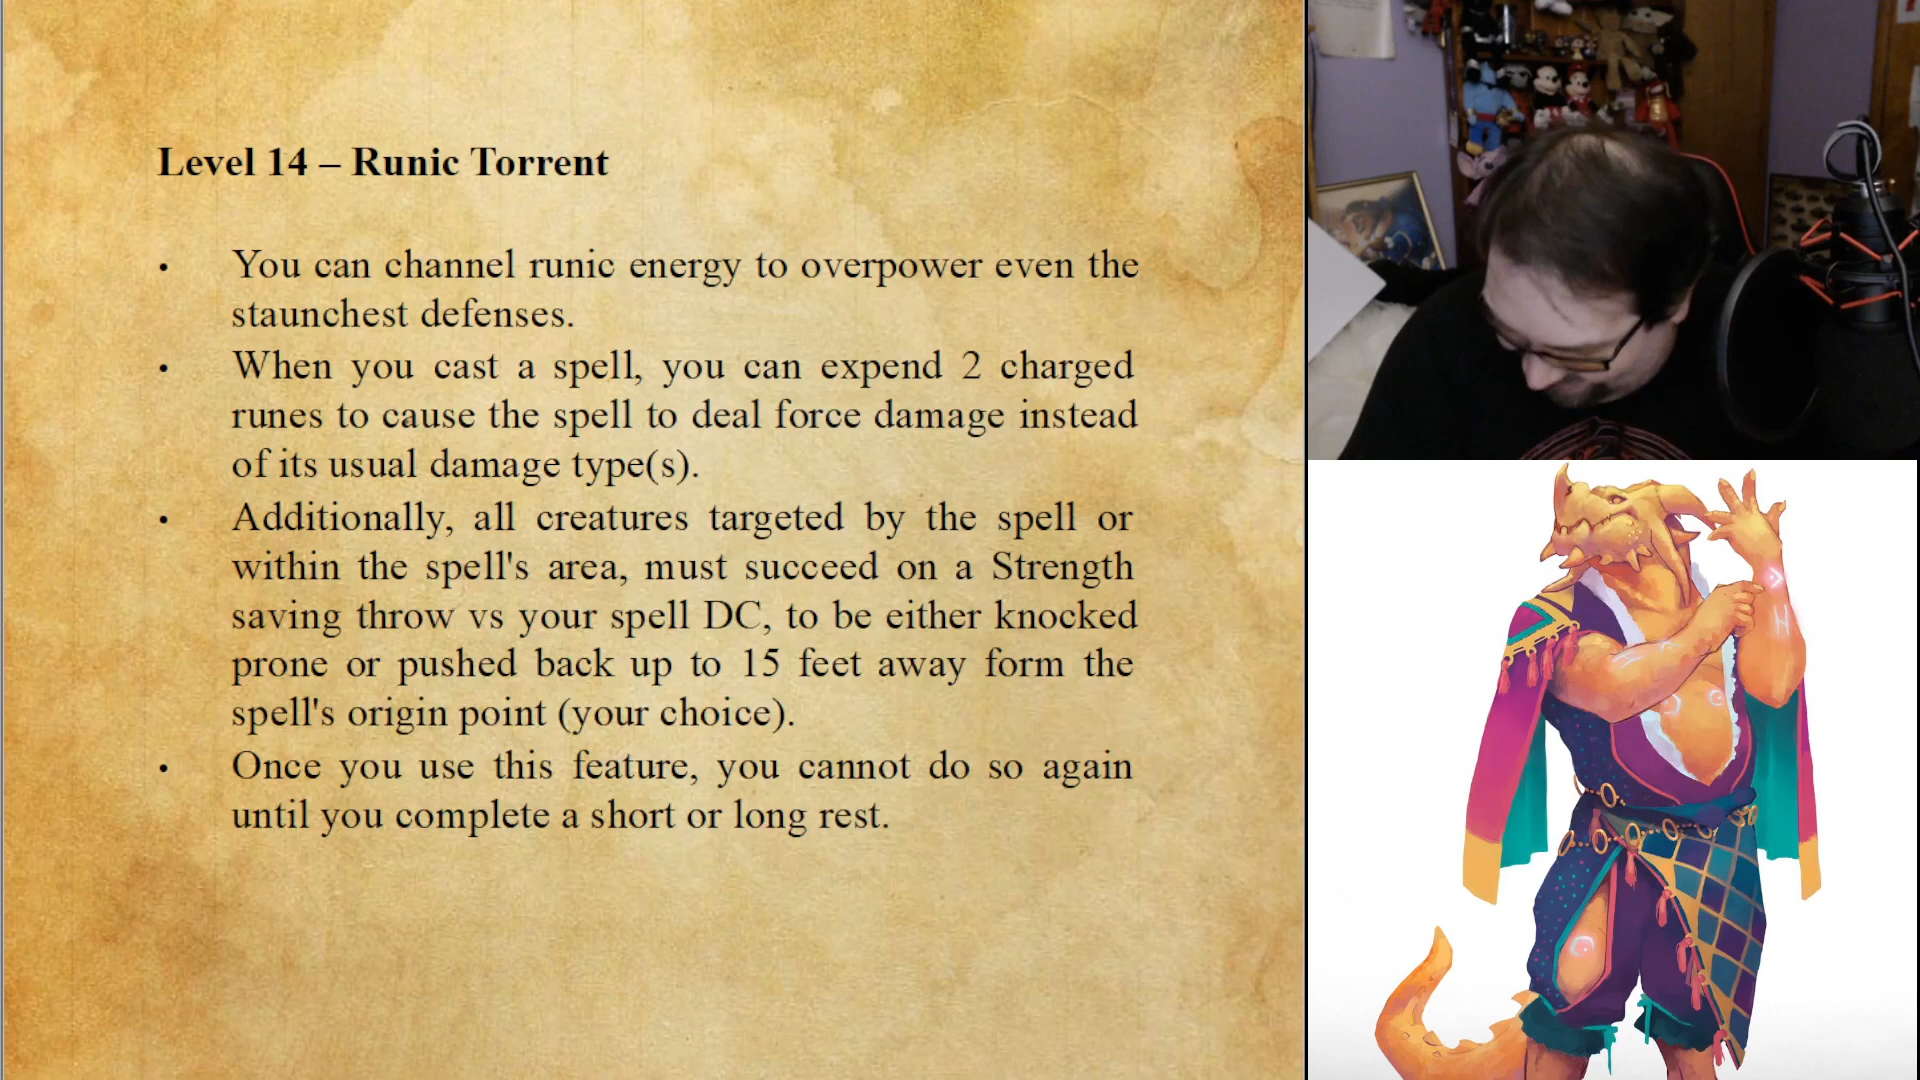 Level 14 – Runic Torrent
• You can channel runic energy to overpower even the
staunchest defenses.
• When you cast a spell, you can expend 2 charged
runes to cause the spell to deal force damage instead
of its usual damage type(s).
• Additionally, all creatures targeted by the spell or
within the spell's area, must succeed on a Strength
saving throw vs your spell DC, to be either knocked
prone or pushed back up to 15 feet away form the
spell's origin point (your choice).
• Once you use this feature, you cannot do so again
until you complete a short or long rest.